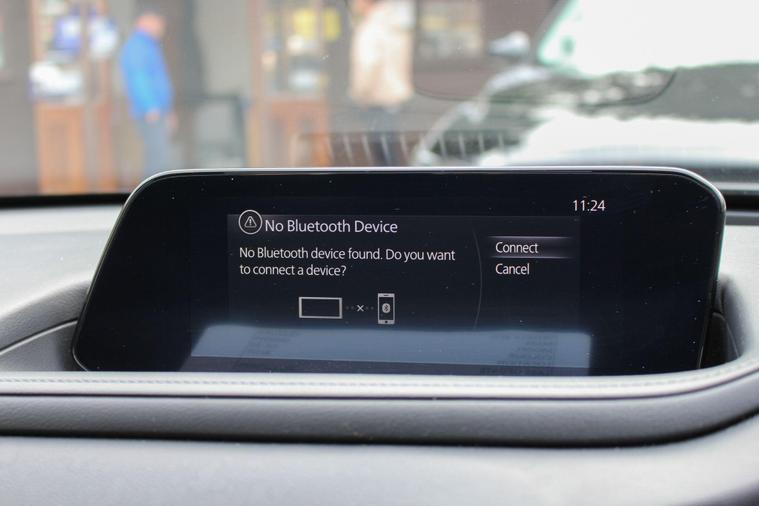 11:24
No Bluetooth Device
No Bluetooth device found. Do you want
to connect a device?
Connect
Cancel